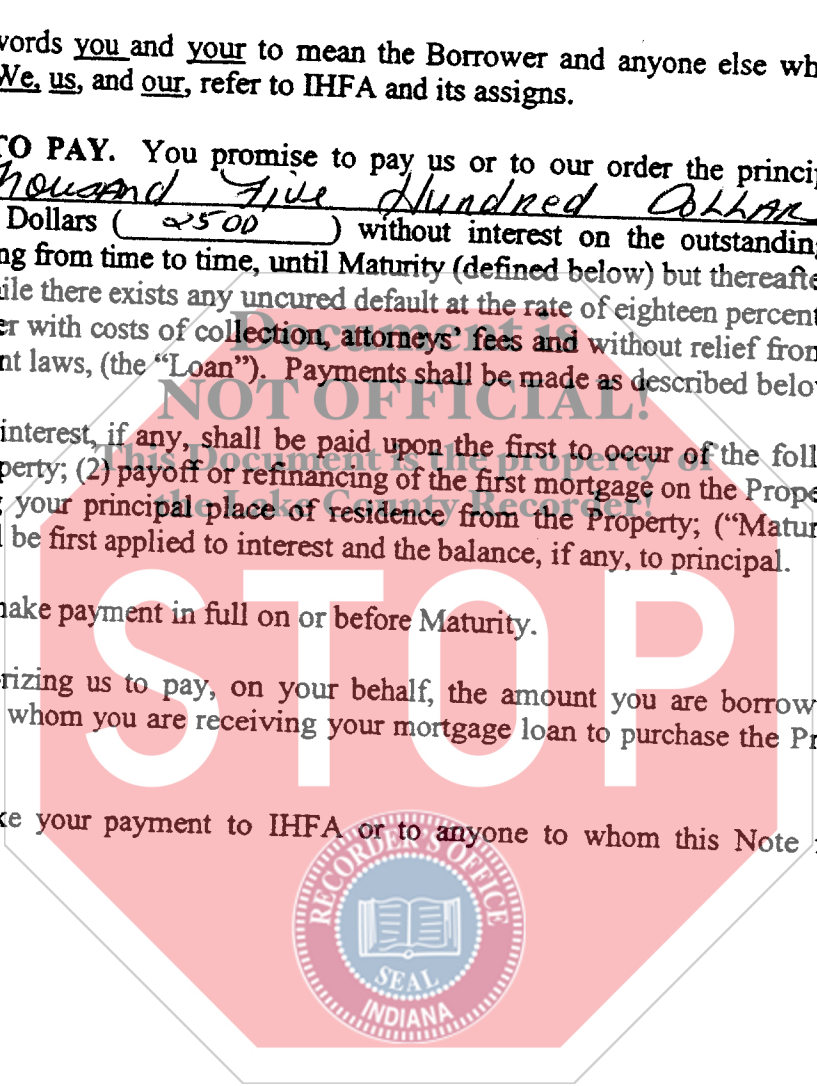 words you and your to mean the Borrower and anyone else wh
We, us, and our, refer to IHFA and its assigns.
TO PAY. You promise to pay us or to our order the princip
housand Five Hundred DOLLAR
Dollars ( 2500 ) without interest on the outstanding
ng from time to time, until Maturity (defined below) but thereafte
ile there exists any uncured default at the rate of eighteen percent
er with costs of collection, attorneys' fees and without relief from
nt laws, (the "Loan"). Payments shall be made as described belo
Document is
NOT OFFICIAL!
This Document is the property of
the Lake County Recorder!
interest, if any, shall be paid upon the first to occur of the foll
perty; (2) payoff or refinancing of the first mortgage on the Prope
your principal place of residence from the Property; ("Matur
be first applied to interest and the balance, if any, to principal.
make payment in full on or before Maturity.
rizing us to pay, on your behalf, the amount you are borrow
whom you are receiving your mortgage loan to purchase the Pr
STOP
ke your payment to IHFA or to anyone to whom this Note
RECORDER'S OFFICE
SEAL
INDIANA